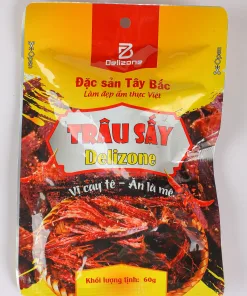 Delizone
Đặc sản Tây Bắc
Làm đẹp ẩm thực Việt
TRÂU SẤY
Delizone
Vị cay tê - Ăn là mê
Khối lượng tịnh: 60g